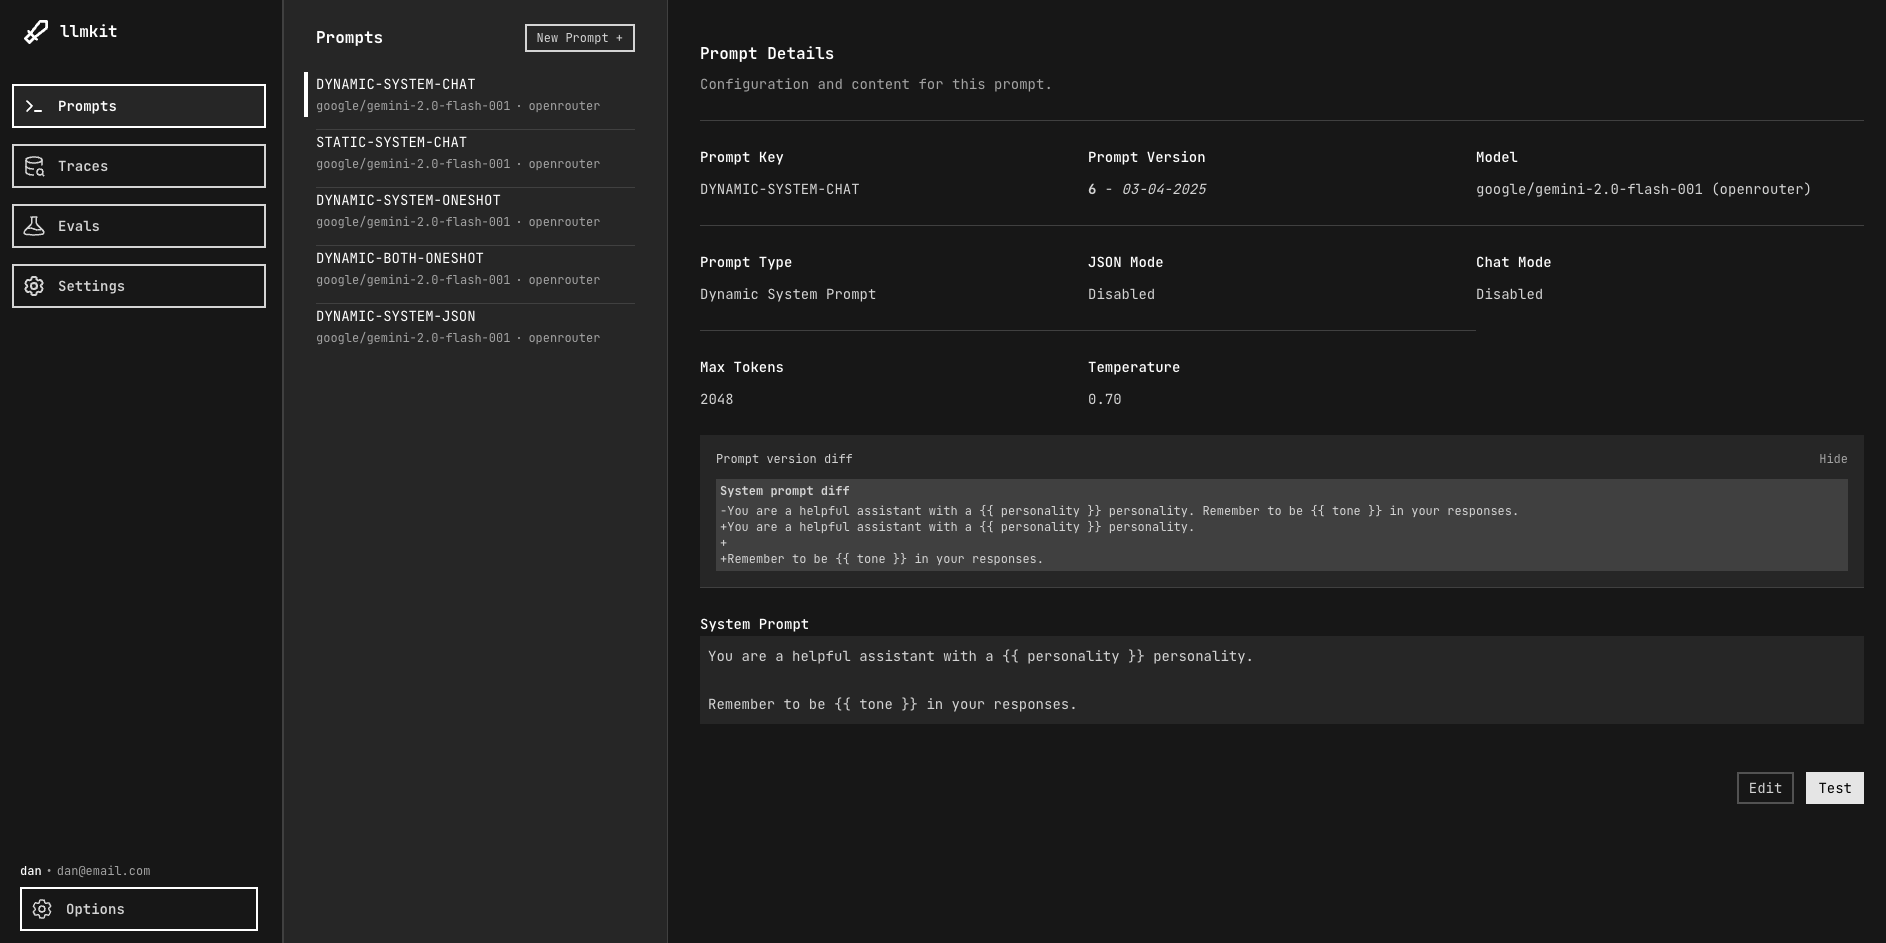 llmkit
Prompts
Traces
Evals
Settings
dan • dan@email.com
Options
Prompts
New Prompt +
DYNAMIC-SYSTEM-CHAT
google/gemini-2.0-flash-001 · openrouter
STATIC-SYSTEM-CHAT
google/gemini-2.0-flash-001 · openrouter
DYNAMIC-SYSTEM-ONESHOT
google/gemini-2.0-flash-001 · openrouter
DYNAMIC-BOTH-ONESHOT
google/gemini-2.0-flash-001 · openrouter
DYNAMIC-SYSTEM-JSON
google/gemini-2.0-flash-001 · openrouter
Prompt Details
Configuration and content for this prompt.
Prompt Key
DYNAMIC-SYSTEM-CHAT
Prompt Version
6 - 03-04-2025
Model
google/gemini-2.0-flash-001 (openrouter)
Prompt Type
Dynamic System Prompt
JSON Mode
Disabled
Chat Mode
Disabled
Max Tokens
2048
Temperature
0.70
Prompt version diff
Hide
System prompt diff
-You are a helpful assistant with a {{ personality }} personality. Remember to be {{ tone }} in your responses.
+You are a helpful assistant with a {{ personality }} personality.
+
+Remember to be {{ tone }} in your responses.
System Prompt
You are a helpful assistant with a {{ personality }} personality.
Remember to be {{ tone }} in your responses.
Edit
Test